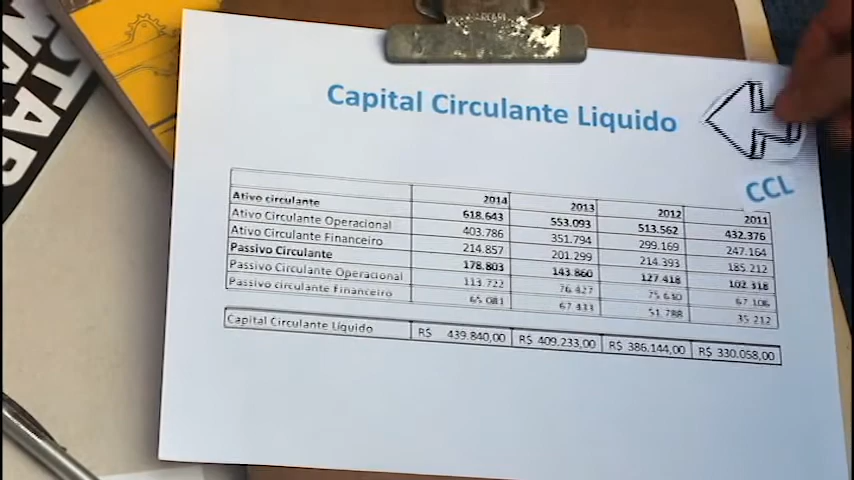 Capital Circulante Liquido
CCL
2014 2013 2012 2011
Ativo circulante 618.643 553.093 513.562 432.376
Ativo Circulante Operacional 403.786 351.794 299.169 247.164
Ativo Circulante Financeiro 214.857 201.299 214.393 185.212
Passivo Circulante 178.803 143.860 127.418 102.318
Passivo Circulante Operacional 113.722 76.427 75.630 67.106
Passivo circulante Financeiro 65.081 67.433 51.788 35.212
Capital Circulante Líquido R$ 439.840,00 R$ 409.233,00 R$ 386.144,00 R$ 330.058,00